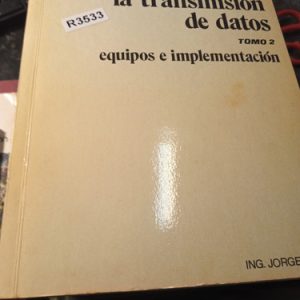 la transmisión
de datos
TOMO 2
equipos e implementación
R3533
ING. JORGE